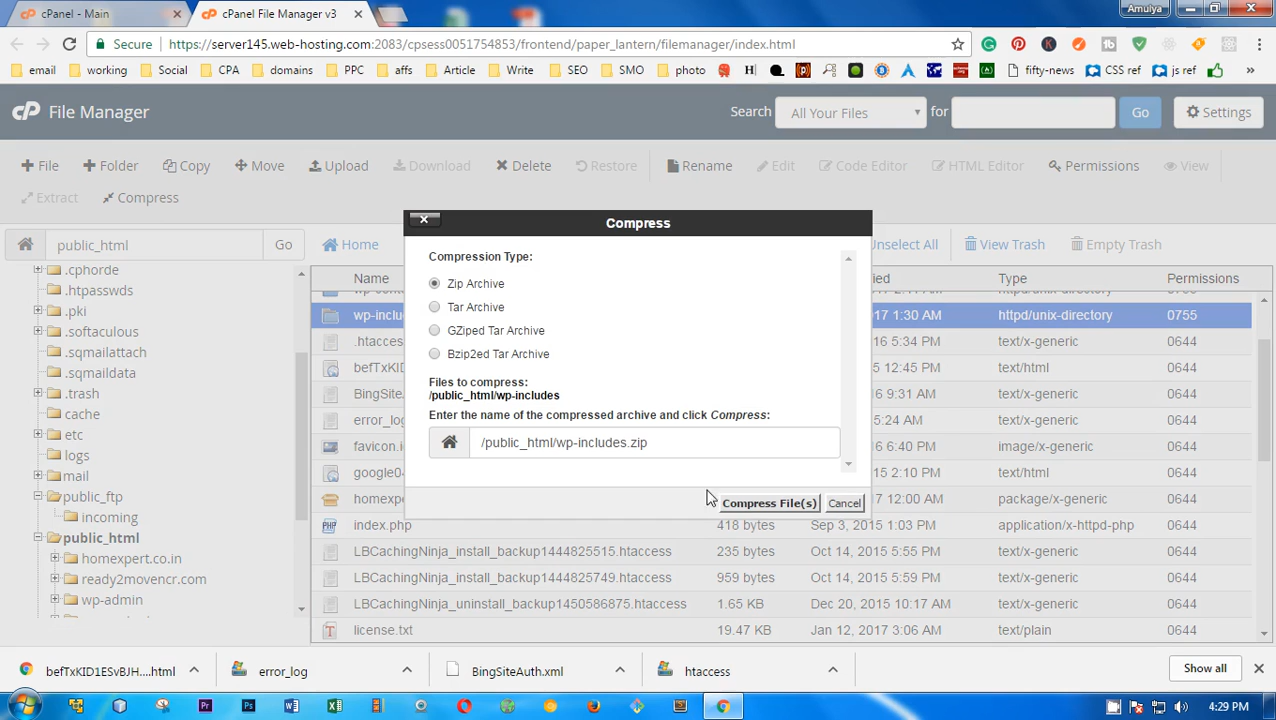 cPanel - Main
cPanel File Manager v3
Amulya
Secure https://server145.web-hosting.com:2083/cpsess0051754853/frontend/paper_lantern/filemanager/index.html
email working Social CPA domains PPC affs Article Write SEO SMO photo fifty-news CSS ref js ref »
cP File Manager Search All Your Files for Go Settings
File Folder Copy Move Upload Download Delete Restore Rename Edit Code Editor HTML Editor Permissions View
Extract Compress
Compress
public_html Go Home Unselect All View Trash Empty Trash
Compression Type:
Zip Archive
Tar Archive
GZiped Tar Archive
Bzip2ed Tar Archive
Files to compress:
/public_html/wp-includes
Enter the name of the compressed archive and click Compress:
/public_html/wp-includes.zip
Compress File(s) Cancel
.cphorde
.htpasswds
.pki
.softaculous
.sqmailattach
.sqmaildata
.trash
cache
etc
logs
mail
public_ftp
incoming
public_html
homexpert.co.in
ready2movencr.com
wp-admin
Name Type Permissions
httpd/unix-directory 0755
wp-inclu 017 1:30 AM httpd/unix-directory 0755
.htacces 16 5:34 PM text/x-generic 0644
befTxKID 5 12:45 PM text/html 0644
BingSiteA text/x-generic 0644
error_log text/x-generic 0644
favicon.i 6:40 PM image/x-generic 0644
google0 15 2:10 PM text/html 0644
homexpe 12:00 AM package/x-generic 0644
index.php 418 bytes Sep 3, 2015 1:03 PM application/x-httpd-php 0644
LBCachingNinja_install_backup1444825515.htaccess 235 bytes Oct 14, 2015 5:55 PM text/x-generic 0644
LBCachingNinja_install_backup1444825749.htaccess 959 bytes Oct 14, 2015 5:59 PM text/x-generic 0644
LBCachingNinja_uninstall_backup1450586875.htaccess 1.65 KB Dec 20, 2015 10:17 AM text/x-generic 0644
license.txt 19.47 KB Jan 12, 2017 3:06 AM text/plain 0644
befTxKID1ESvBJH....html error_log BingSiteAuth.xml htaccess Show all
4:29 PM